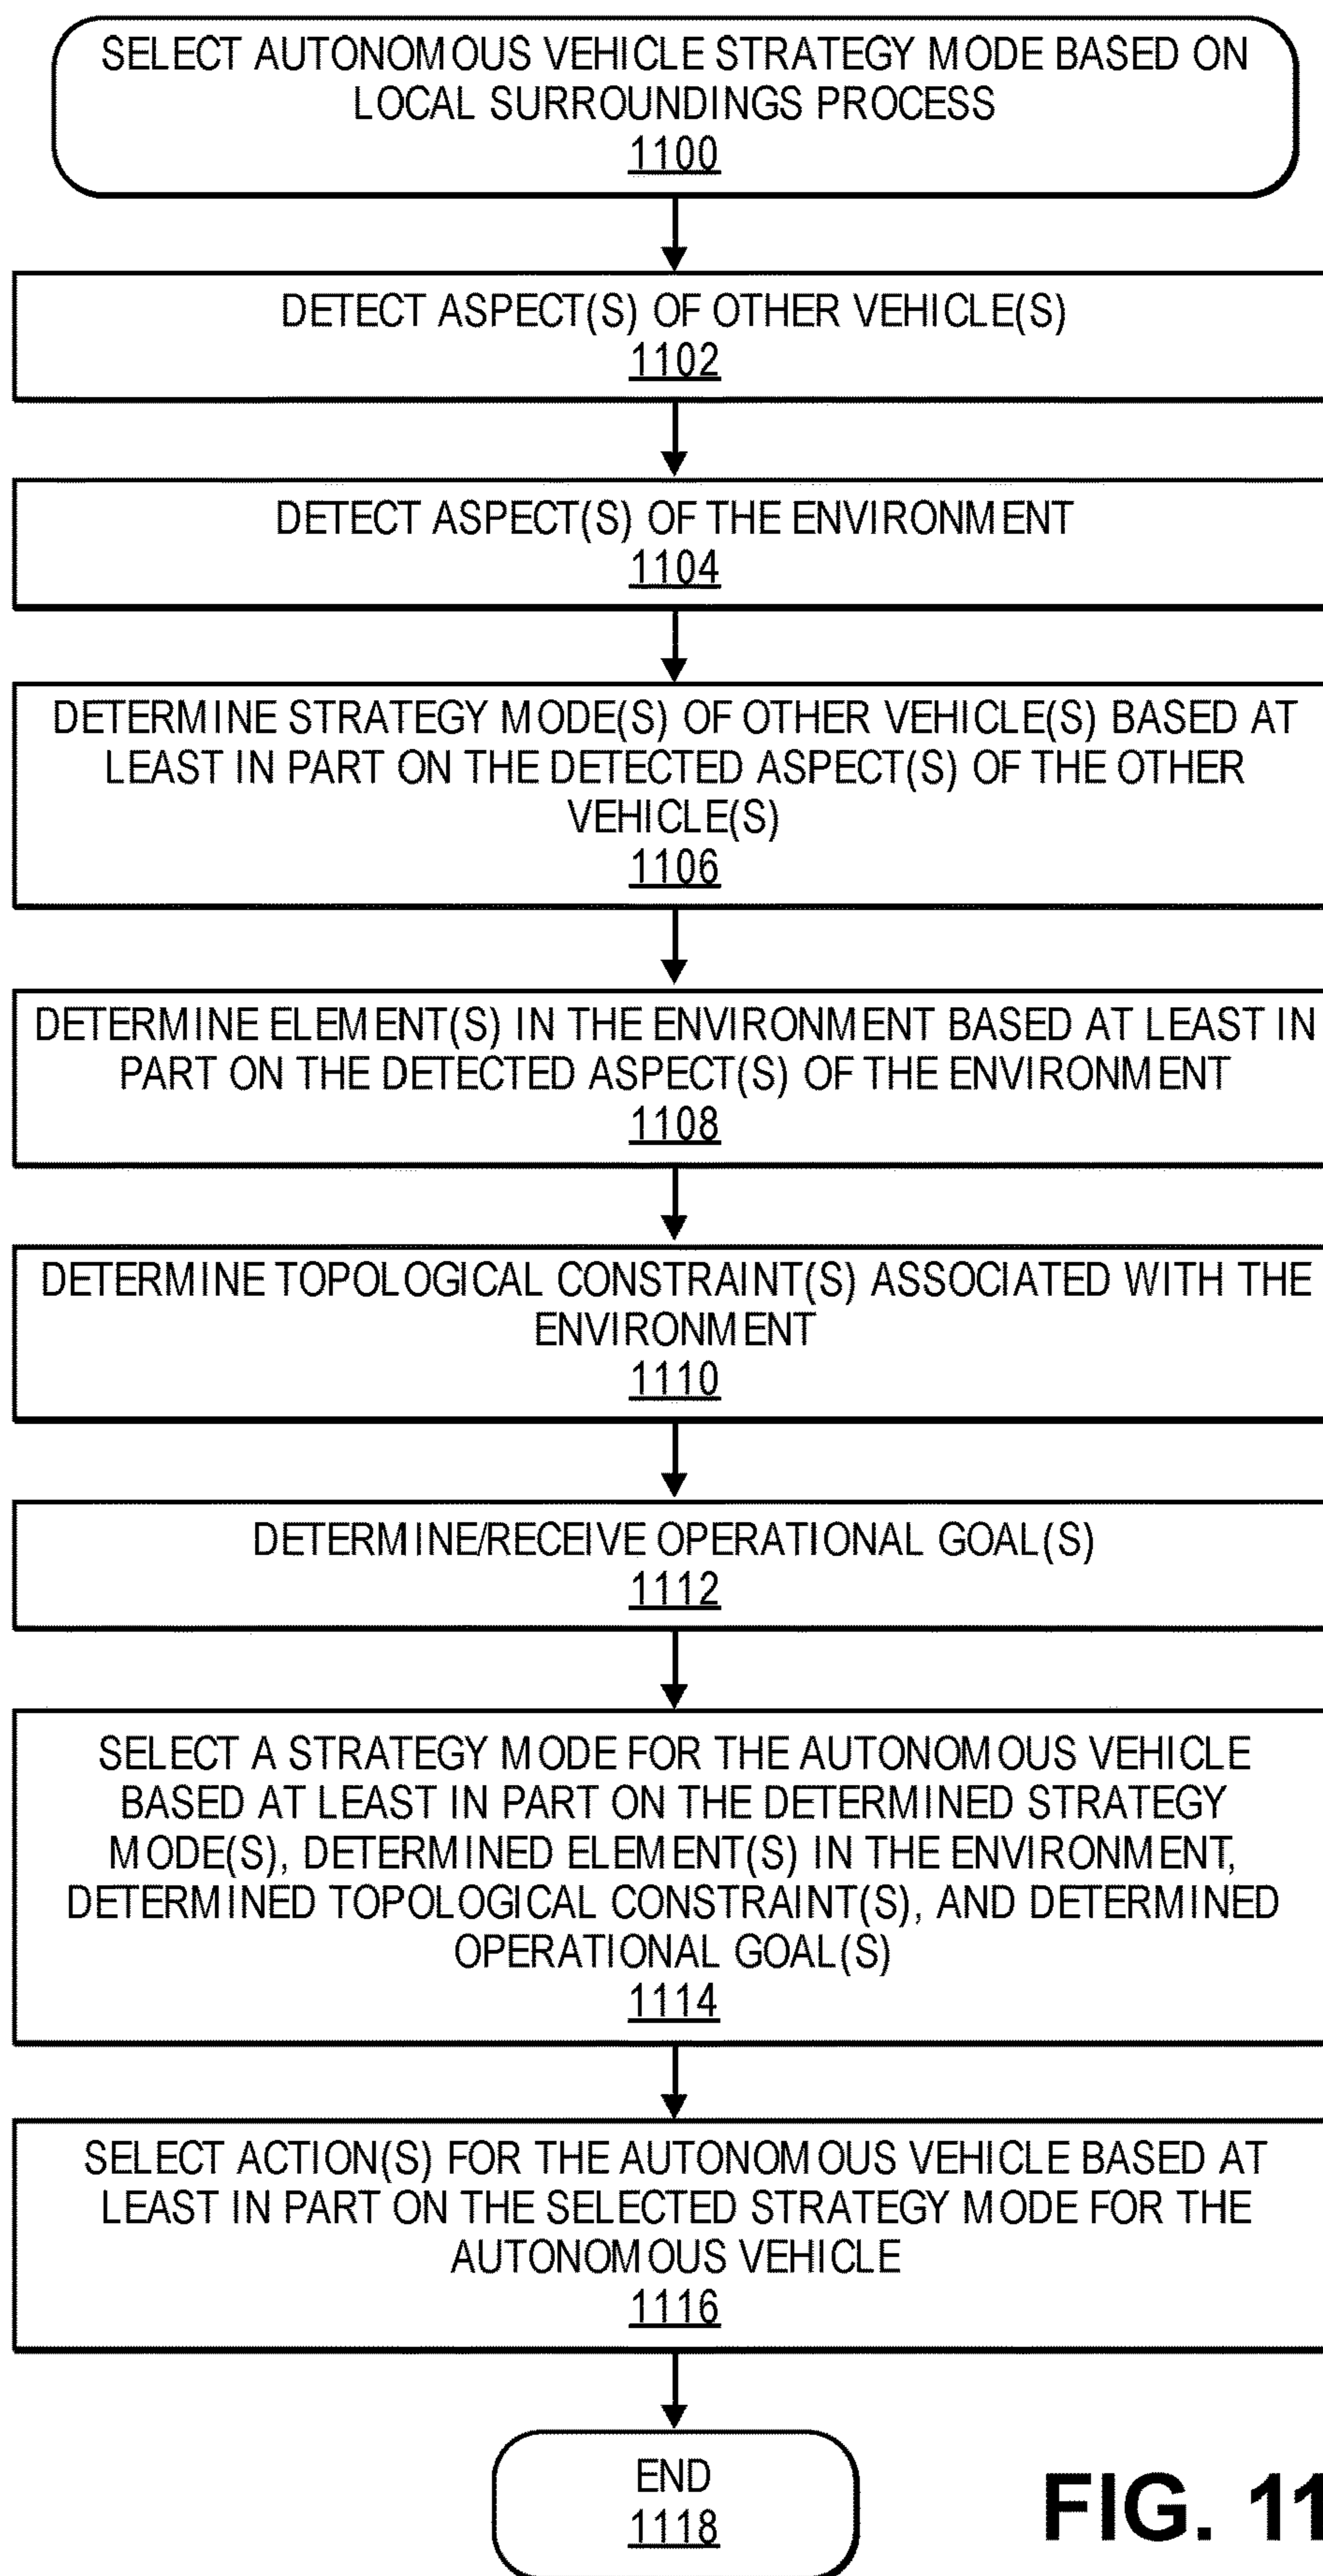 SELECT AUTONOMOUS VEHICLE STRATEGY MODE BASED ON
LOCAL SURROUNDINGS PROCESS
1100
DETECT ASPECT(S) OF OTHER VEHICLE(S)
1102
DETECT ASPECT(S) OF THE ENVIRONMENT
1104
DETERMINE STRATEGY MODE(S) OF OTHER VEHICLE(S) BASED AT
LEAST IN PART ON THE DETECTED ASPECT(S) OF THE OTHER
VEHICLE(S)
1106
DETERMINE ELEMENT(S) IN THE ENVIRONMENT BASED AT LEAST IN
PART ON THE DETECTED ASPECT(S) OF THE ENVIRONMENT
1108
DETERMINE TOPOLOGICAL CONSTRAINT(S) ASSOCIATED WITH THE
ENVIRONMENT
1110
DETERMINE/RECEIVE OPERATIONAL GOAL(S)
1112
SELECT A STRATEGY MODE FOR THE AUTONOMOUS VEHICLE
BASED AT LEAST IN PART ON THE DETERMINED STRATEGY
MODE(S), DETERMINED ELEMENT(S) IN THE ENVIRONMENT,
DETERMINED TOPOLOGICAL CONSTRAINT(S), AND DETERMINED
OPERATIONAL GOAL(S)
1114
SELECT ACTION(S) FOR THE AUTONOMOUS VEHICLE BASED AT
LEAST IN PART ON THE SELECTED STRATEGY MODE FOR THE
AUTONOMOUS VEHICLE
1116
END
1118
FIG. 11